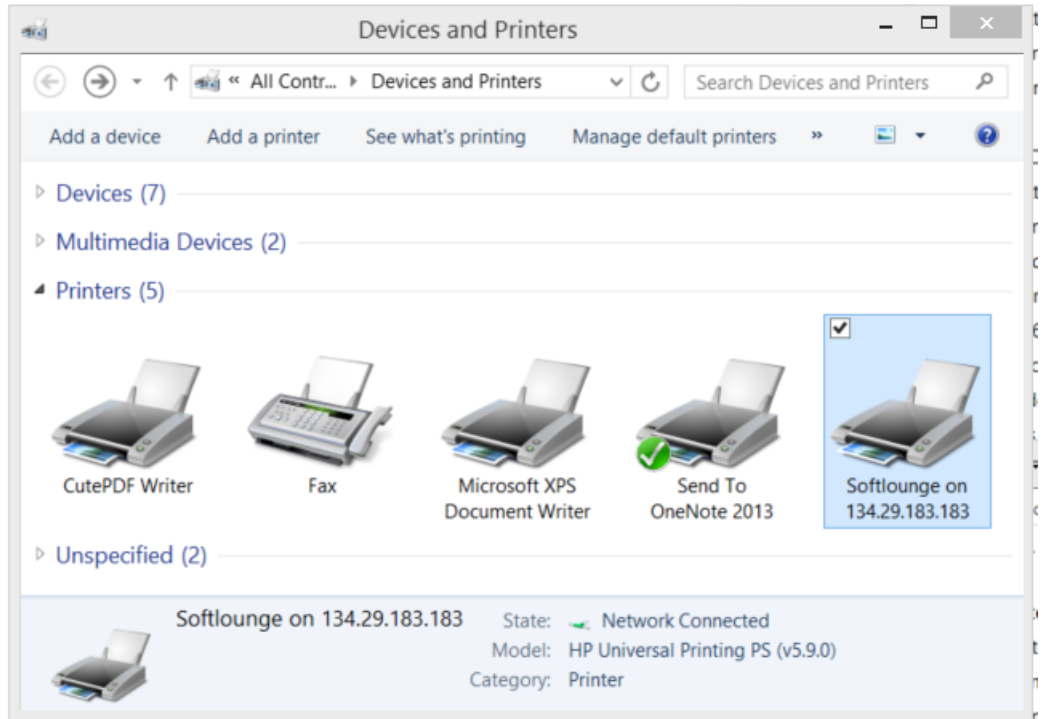 Devices and Printers
« All Contr... Devices and Printers
Search Devices and Printers
Add a device Add a printer See what's printing Manage default printers »
Devices (7)
Multimedia Devices (2)
Printers (5)
CutePDF Writer
Fax
Microsoft XPS
Document Writer
Send To
OneNote 2013
Softlounge on
134.29.183.183
Unspecified (2)
Softlounge on 134.29.183.183 State: Network Connected
Model: HP Universal Printing PS (v5.9.0)
Category: Printer